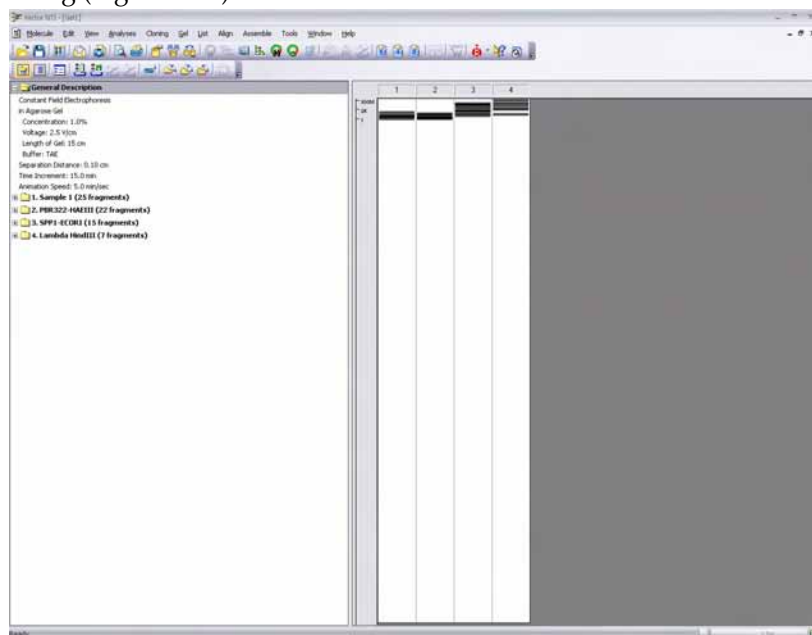 Vector NTI - [Gel1]
Molecule Edit View Analyses Cloning Gel List Align Assemble Tools Window Help
General Description
Constant Field Electrophoresis
in Agarose Gel
Concentration: 1.0%
Voltage: 2.5 V/cm
Length of Gel: 15 cm
Buffer: TAE
Separation Distance: 0.10 cm
Time Increment: 15.0 min
Animation Speed: 5.0 min/sec
1. Sample 1 (25 fragments)
2. PBR322-HAEIII (22 fragments)
3. SPP1-ECORI (15 fragments)
4. Lambda HindIII (7 fragments)
1 2 3 4
Ready